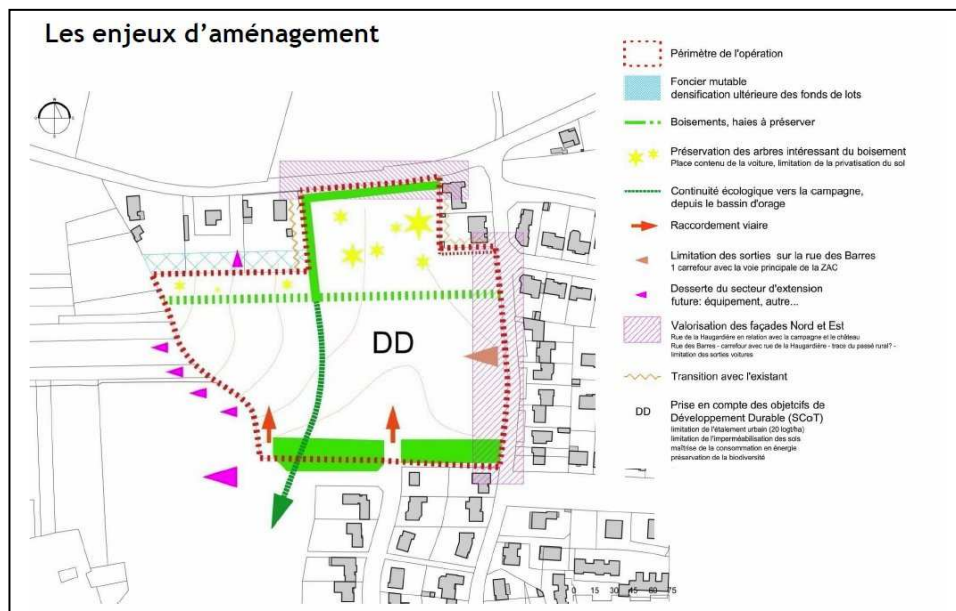 Les enjeux d'aménagement
Périmètre de l'opération
Foncier mutable
densification ultérieure des fonds de lots
Boisements, haies à préserver
Préservation des arbres intéressant du boisement
Place contenu de la voiture, limitation de la privatisation du sol
Continuité écologique vers la campagne,
depuis le bassin d'orage
Raccordement viaire
Limitation des sorties sur la rue des Barres
1 carrefour avec la voie principale de la ZAC
Desserte du secteur d'extension
future: équipement, autre...
Valorisation des façades Nord et Est
Rue de la Haugardière en relation avec la campagne et le château
Rue des Barres - carrefour avec rue de la Haugardière - trace du passé rural? -
limitation des sorties voitures
Transition avec l'existant
DD
Prise en compte des objetcifs de
Développement Durable (SCoT)
limitation de l'étalement urbain (20 logt/ha)
limitation de l'imperméabilisation des sols
maîtrise de la consommation en énergie
préservation de la biodiversité
DD
0 15 30 45 60 75